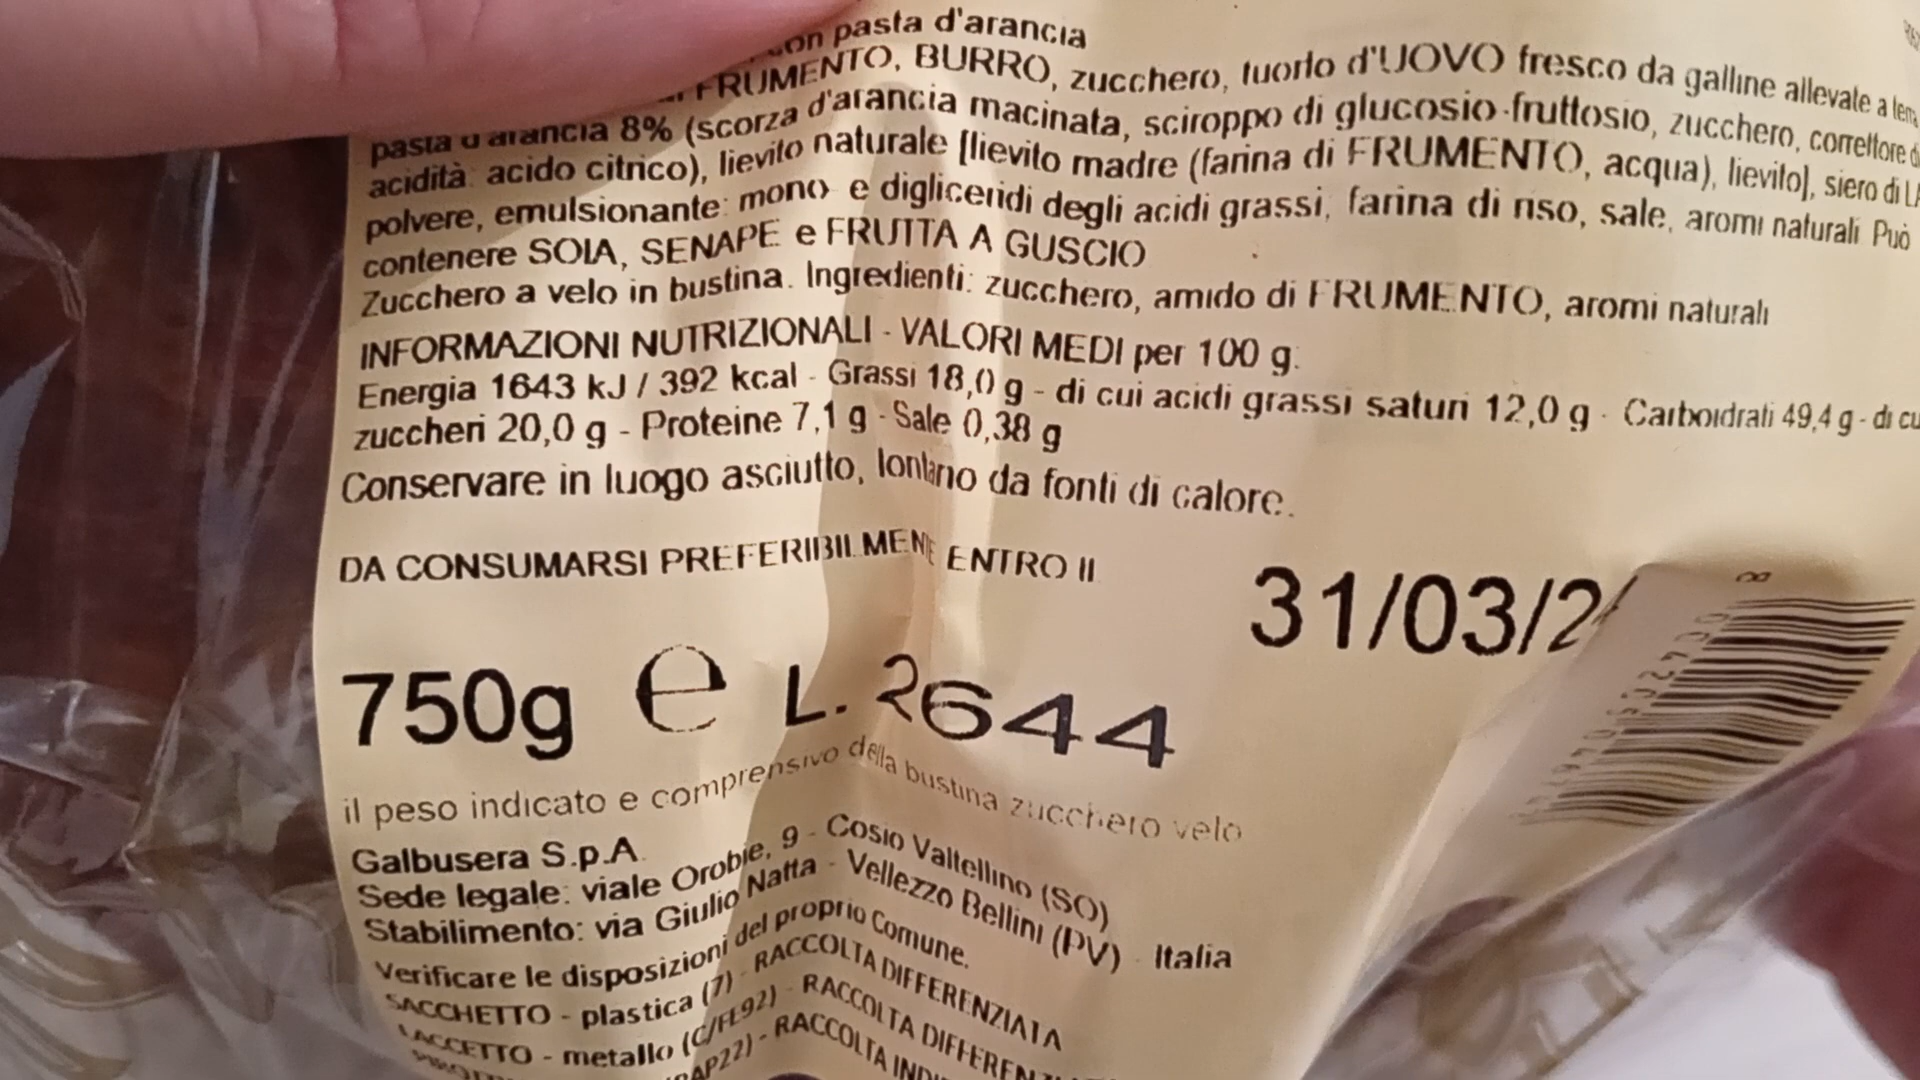 pasta d'arancia
FRUMENTO, BURRO, zucchero, tuorlo d'UOVO fresco da galline allevate a
pasta d'arancia 8% (scorza d'arancia macinata, sciroppo di glucosio-fruttosio, zucchero, correttore
acidità: acido citrico), lievito naturale [lievito madre (farina di FRUMENTO, acqua), lievito], siero di
polvere, emulsionante: mono e digliceridi degli acidi grassi, farina di riso, sale, aromi naturali. Può
contenere SOIA, SENAPE e FRUTTA A GUSCIO
Zucchero a velo in bustina. Ingredienti: zucchero, amido di FRUMENTO, aromi naturali
INFORMAZIONI NUTRIZIONALI - VALORI MEDI per 100 g:
Energia 1643 kJ / 392 kcal - Grassi 18,0 g - di cui acidi grassi saturi 12,0 g - Carboidrati 49,4 g - di
zuccheri 20,0 g - Proteine 7,1 g - Sale 0,38 g
Conservare in luogo asciutto, lontano da fonti di calore.
DA CONSUMARSI PREFERIBILMENTE ENTRO Il
31/03/2
750g e L. 2644
il peso indicato e comprensivo della bustina zucchero velo
Galbusera S.p.A.
Sede legale: viale Orobie, 9 - Cosio Valtellino (SO)
Stabilimento: via Giulio Natta - Vellezzo Bellini (PV) - Italia
Verificare le disposizioni del proprio Comune.
SACCHETTO - plastica (7) - RACCOLTA DIFFERENZIATA
LACCETTO - metallo (C/FE92) - RACCOLTA
RACCOLTA